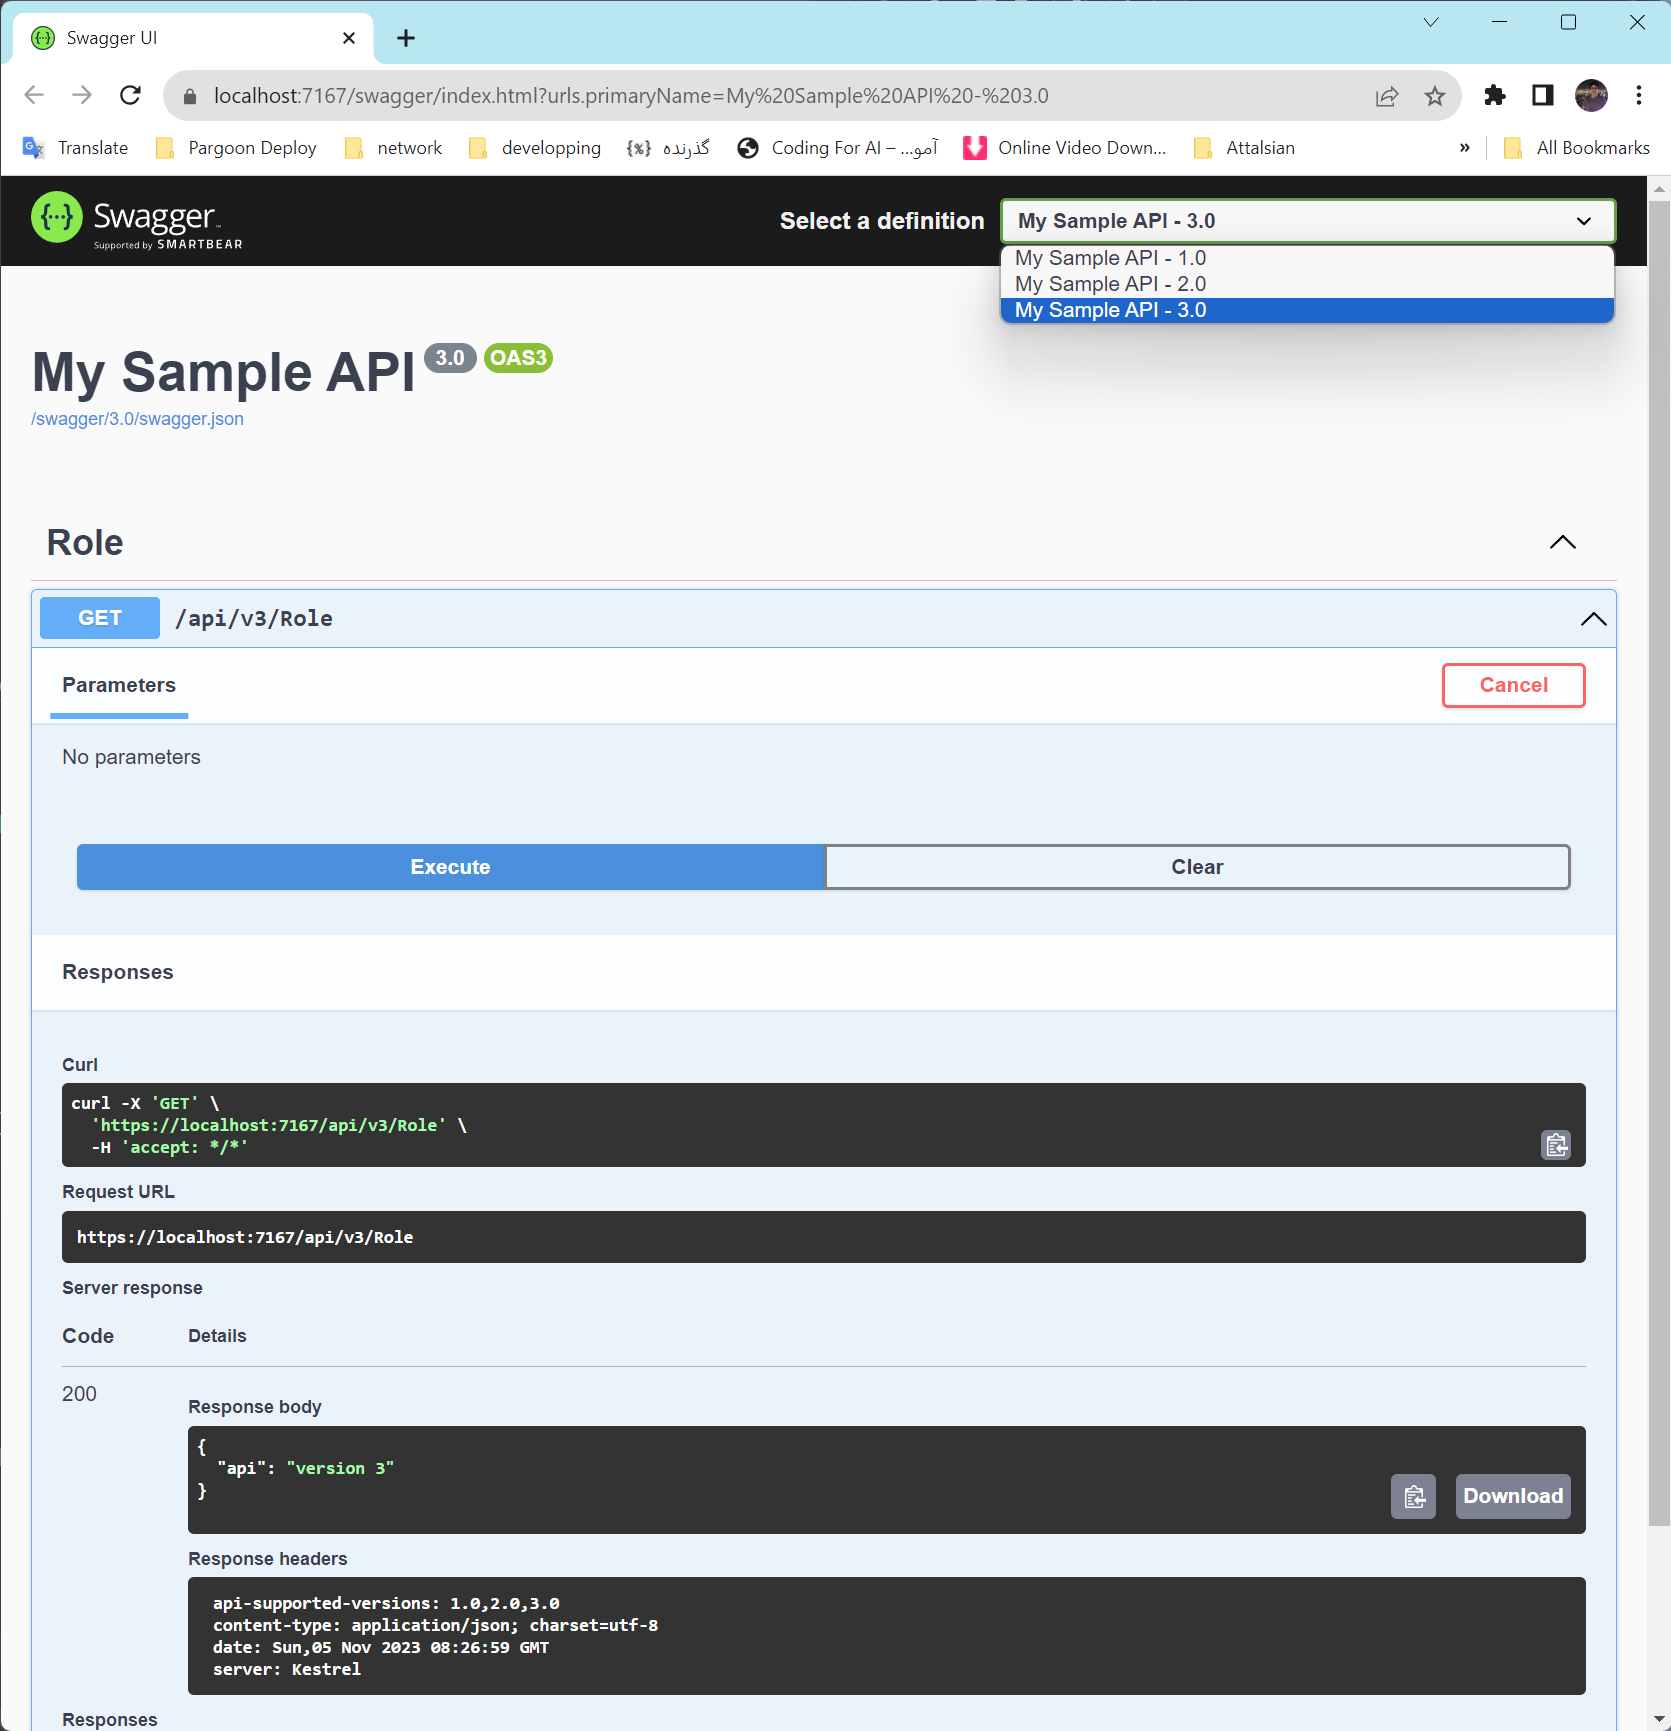 Swagger UI
localhost:7167/swagger/index.html?urls.primaryName=My%20Sample%20API%20-%203.0
Translate
Pargoon Deploy
network
developping
{%} گذرنده
Coding For AI – ...آمو
Online Video Down...
Attalsian
»
All Bookmarks
{··} Swagger
Supported by SMARTBEAR
Select a definition
My Sample API - 3.0
My Sample API - 1.0
My Sample API - 2.0
My Sample API - 3.0
My Sample API 3.0 OAS3
/swagger/3.0/swagger.json
Role
GET /api/v3/Role
Parameters
Cancel
No parameters
Execute
Clear
Responses
Curl
curl -X 'GET' \
'https://localhost:7167/api/v3/Role' \
-H 'accept: */*'
Request URL
https://localhost:7167/api/v3/Role
Server response
Code Details
200
Response body
{
"api": "version 3"
}
Download
Response headers
api-supported-versions: 1.0,2.0,3.0
content-type: application/json; charset=utf-8
date: Sun,05 Nov 2023 08:26:59 GMT
server: Kestrel
Responses